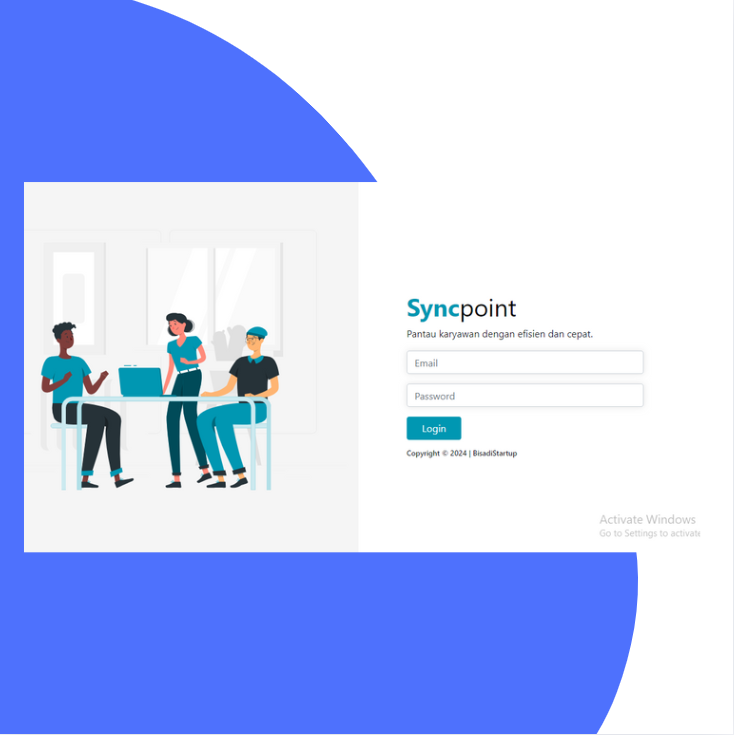 Syncpoint
Pantau karyawan dengan efisien dan cepat.
Email
Password
Login
Copyright © 2024 | BisadiStartup
Activate Windows
Go to Settings to activate